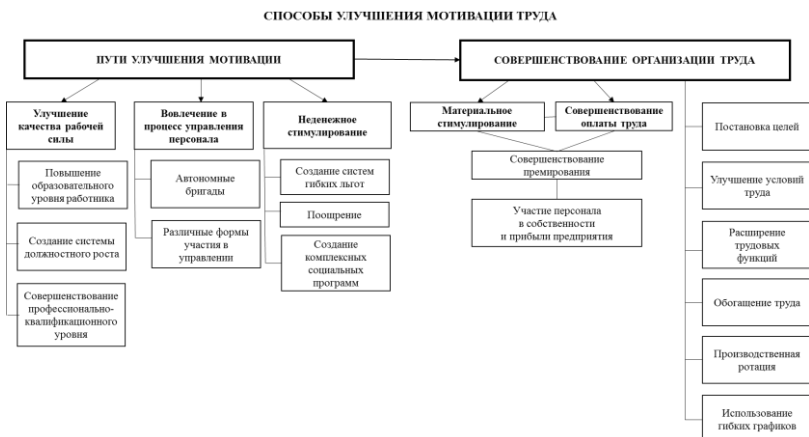 СПОСОБЫ УЛУЧШЕНИЯ МОТИВАЦИИ ТРУДА
ПУТИ УЛУЧШЕНИЯ МОТИВАЦИИ
СОВЕРШЕНСТВОВАНИЕ ОРГАНИЗАЦИИ ТРУДА
Улучшение
качества рабочей
силы
Вовлечение в
процесс управления
персонала
Неденежное
стимулирование
Повышение
образовательного
уровня работника
Создание системы
должностного роста
Совершенствование
профессионально-
квалификационного
уровня
Автономные
бригады
Различные формы
участия в
управлении
Создание систем
гибких льгот
Поощрение
Создание
комплексных
социальных
программ
Материальное
стимулирование
Совершенствование
оплаты труда
Совершенствование
премирования
Участие персонала
в собственности
и прибыли предприятия
Постановка целей
Улучшение условий
труда
Расширение
трудовых
функций
Обогащение труда
Производственная
ротация
Использование
гибких графиков